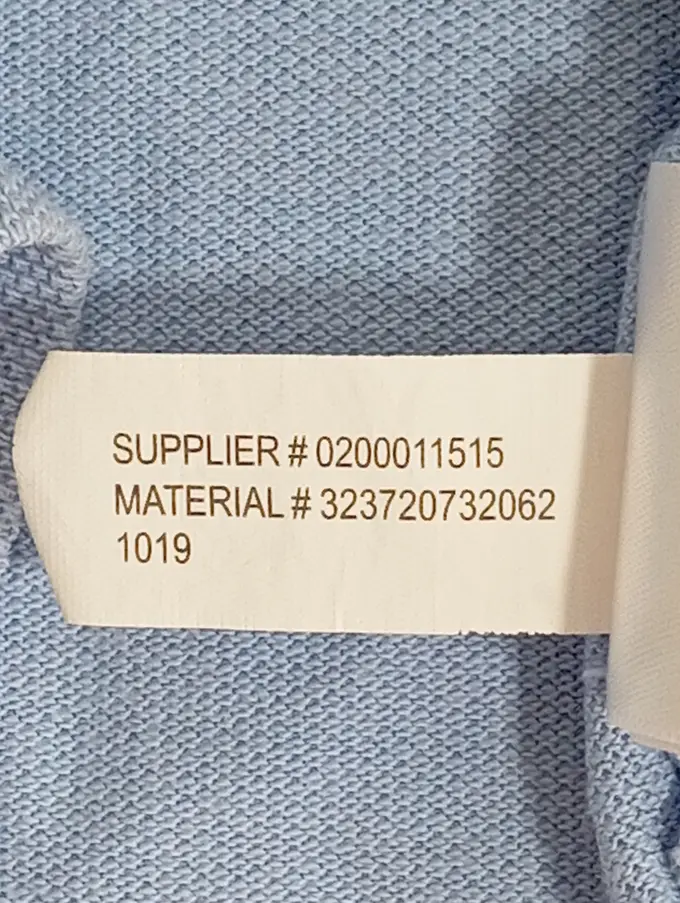 SUPPLIER # 0200011515
MATERIAL # 323720732062
1019